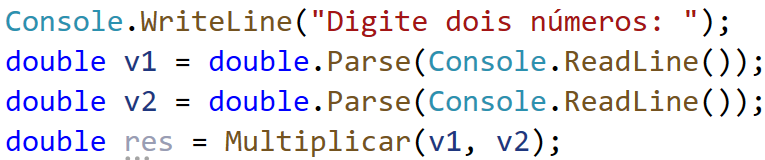 Console.WriteLine("Digite dois números: ");
double v1 = double.Parse(Console.ReadLine());
double v2 = double.Parse(Console.ReadLine());
double res = Multiplicar(v1, v2);